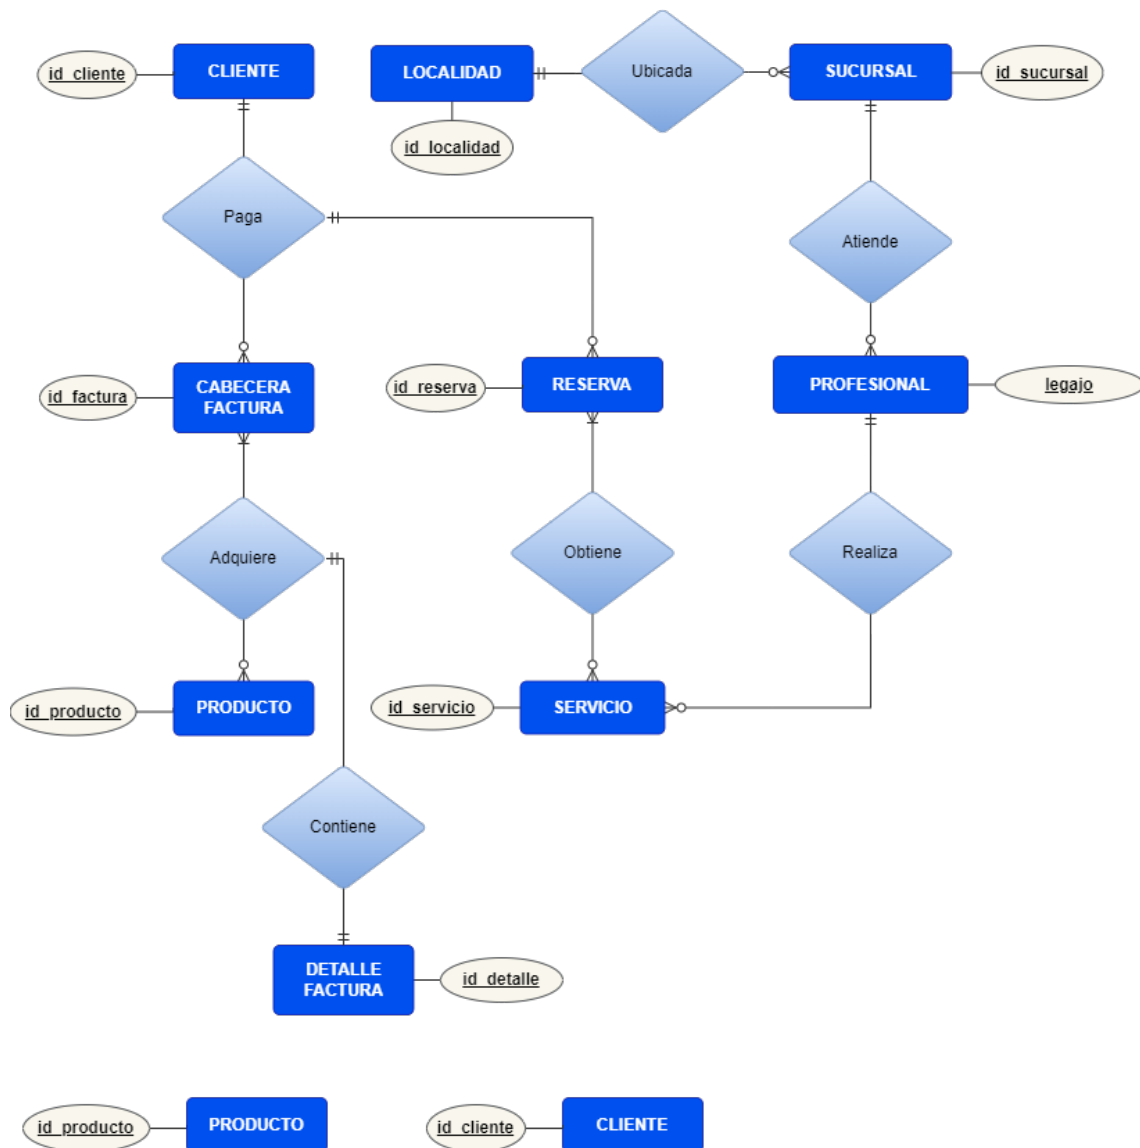 id_cliente
CLIENTE
LOCALIDAD
Ubicada
SUCURSAL
id_sucursal
id_localidad
Paga
Atiende
id_factura
CABECERA
FACTURA
id_reserva
RESERVA
PROFESIONAL
legajo
Adquiere
Obtiene
Realiza
id_producto
PRODUCTO
id_servicio
SERVICIO
Contiene
DETALLE
FACTURA
id_detalle
id_producto
PRODUCTO
id_cliente
CLIENTE